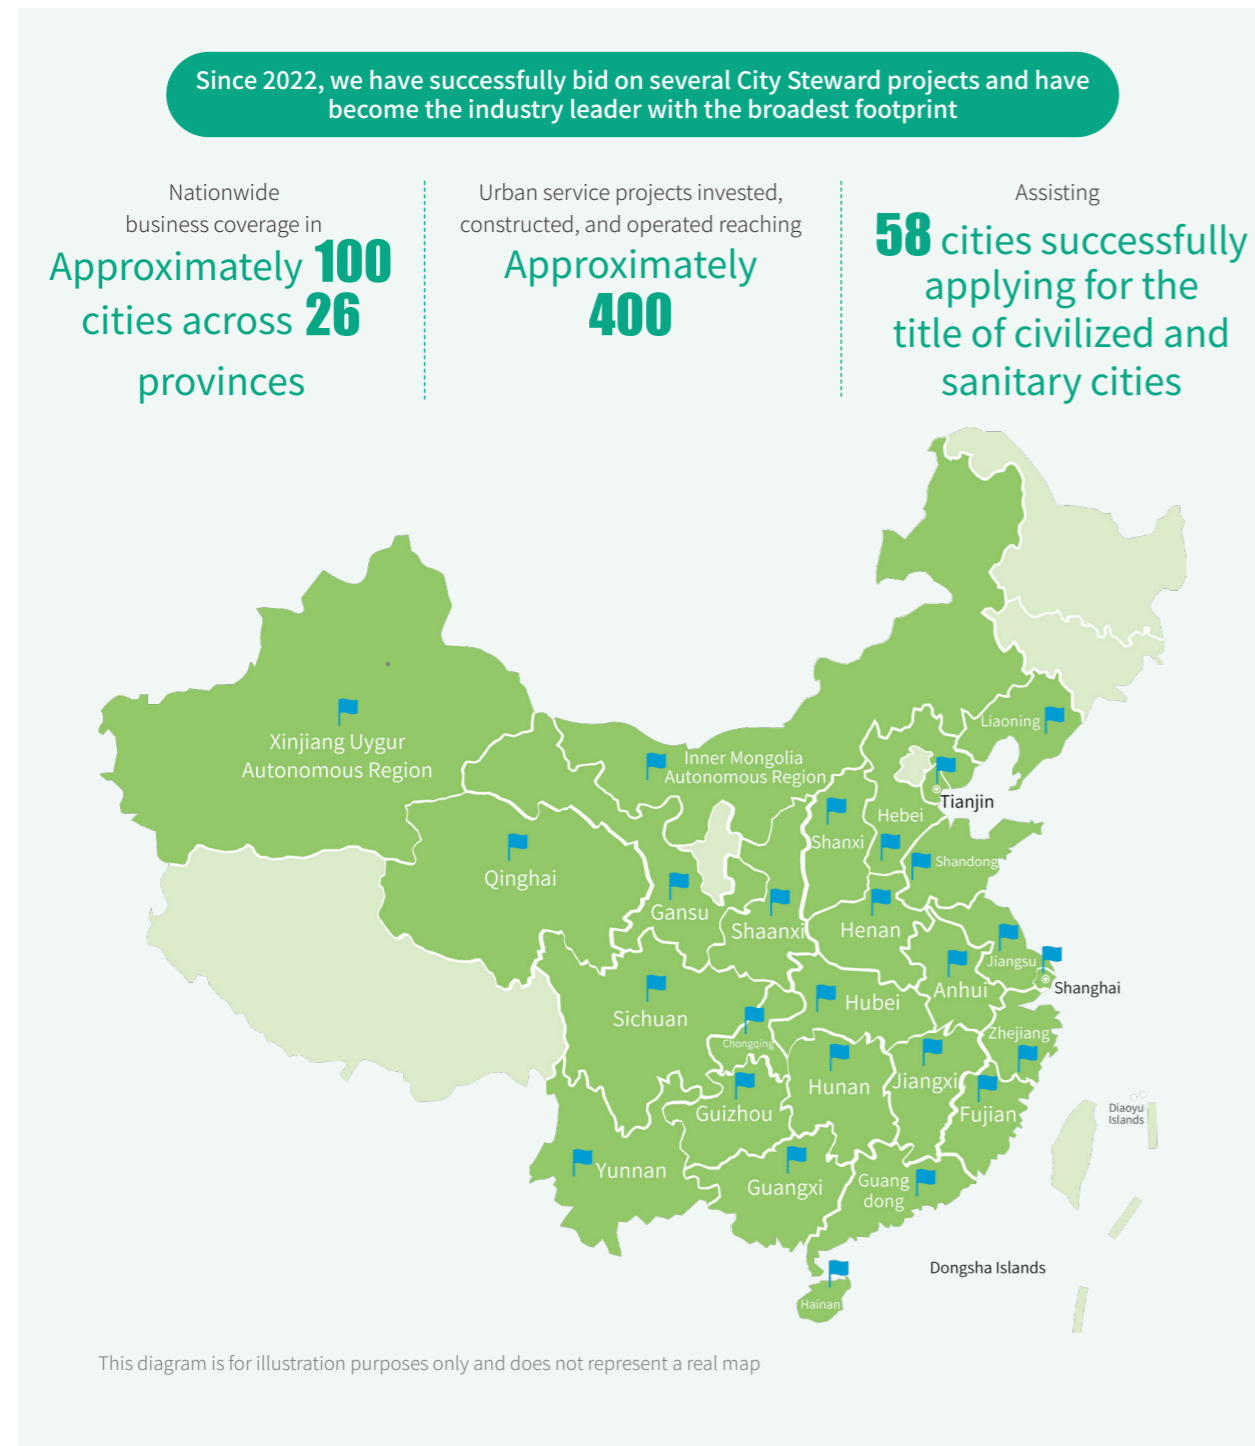 Since 2022, we have successfully bid on several City Steward projects and have
become the industry leader with the broadest footprint
Nationwide
business coverage in
Approximately 100
cities across 26
provinces
Urban service projects invested,
constructed, and operated reaching
Approximately
400
Assisting
58 cities successfully
applying for the
title of civilized and
sanitary cities
Liaoning
Xinjiang Uygur
Autonomous Region
Inner Mongolia
Autonomous Region
Tianjin
Hebei
Shanxi
Shandong
Qinghai
Gansu
Shaanxi
Henan
Jiangsu
Shanghai
Anhui
Hubei
Sichuan
Zhejiang
Chongqing
Hunan
Jiangxi
Guizhou
Fujian
Diaoyu
Islands
Yunnan
Guangxi
Guang
dong
Dongsha Islands
Hainan
This diagram is for illustration purposes only and does not represent a real map